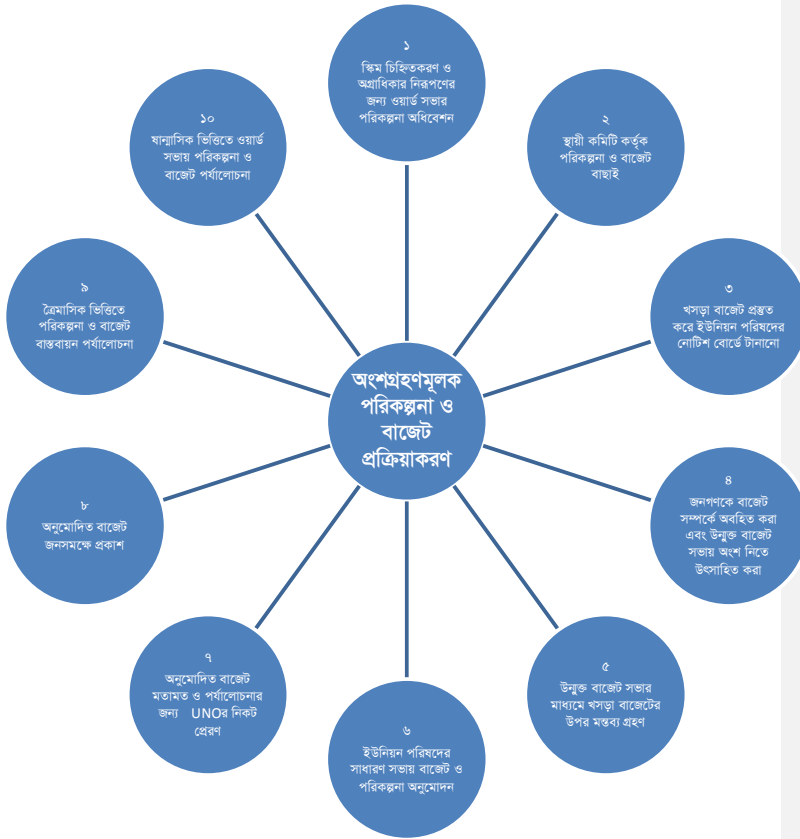 ১
স্কিম চিহ্নিতকরণ ও
অগ্রাধিকার নিরূপণের
জন্য ওয়ার্ড সভার
পরিকল্পনা অধিবেশন
২
স্থায়ী কমিটি কর্তৃক
পরিকল্পনা ও বাজেট
বাছাই
৩
খসড়া বাজেট প্রস্তুত
করে ইউনিয়ন পরিষদের
নোটিশ বোর্ডে টানানো
৪
জনগণকে বাজেট
সম্পর্কে অবহিত করা
এবং উন্মুক্ত বাজেট
সভায় অংশ নিতে
উৎসাহিত করা
৫
উন্মুক্ত বাজেট সভার
মাধ্যমে খসড়া বাজেটের
উপর মন্তব্য গ্রহণ
৬
ইউনিয়ন পরিষদের
সাধারণ সভায় বাজেট ও
পরিকল্পনা অনুমোদন
৭
অনুমোদিত বাজেট
মতামত ও পর্যালোচনার
জন্য UNOর নিকট
প্রেরণ
৮
অনুমোদিত বাজেট
জনসমক্ষে প্রকাশ
৯
ত্রৈমাসিক ভিত্তিতে
পরিকল্পনা ও বাজেট
বাস্তবায়ন পর্যালোচনা
১০
ষান্মাসিক ভিত্তিতে ওয়ার্ড
সভায় পরিকল্পনা ও
বাজেট পর্যালোচনা
অংশগ্রহণমূলক
পরিকল্পনা ও
বাজেট
প্রক্রিয়াকরণ